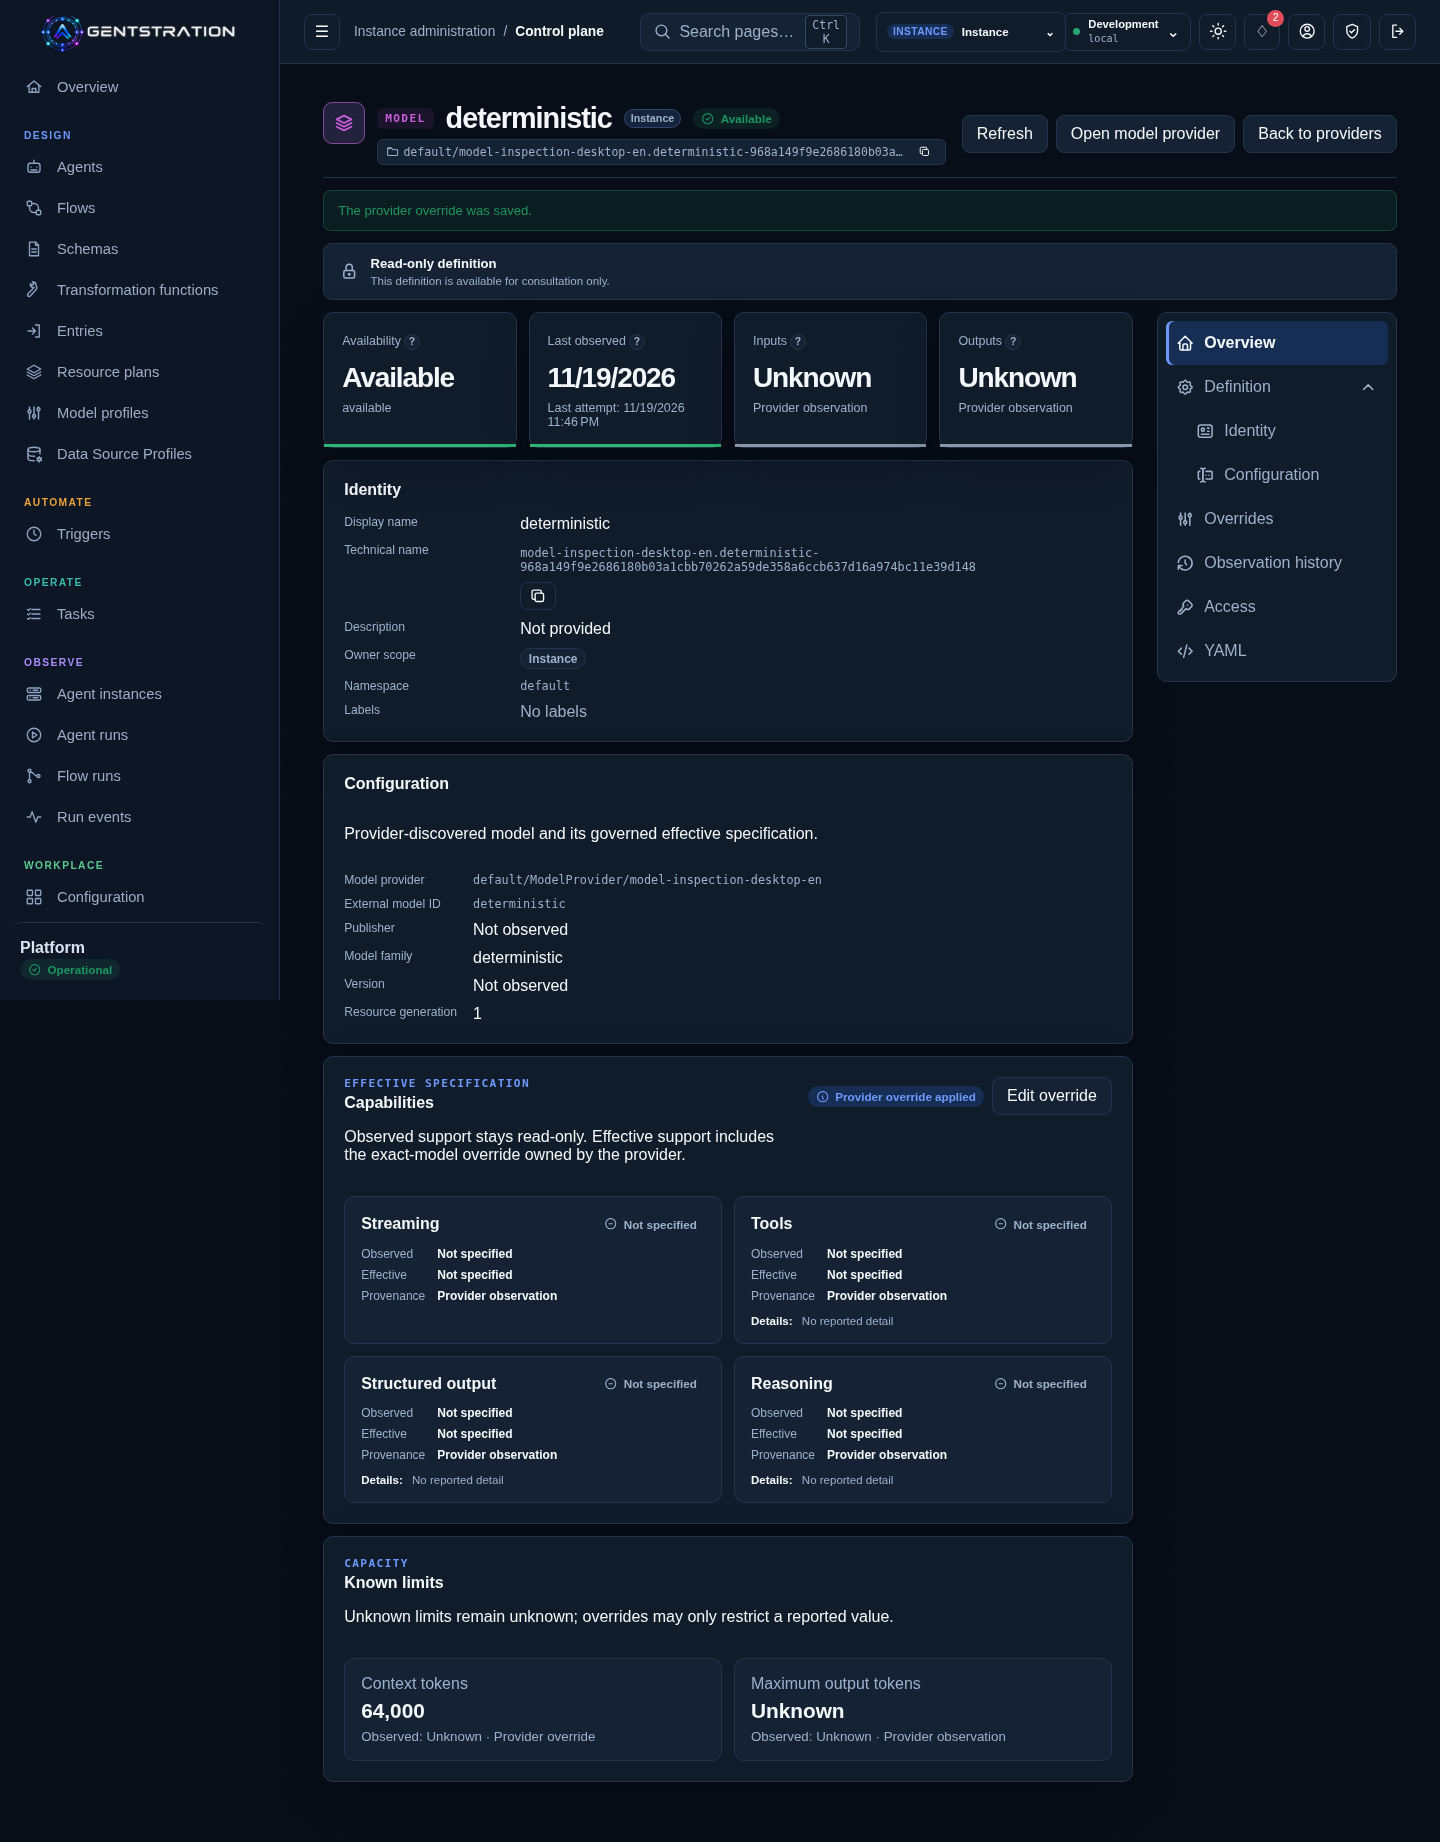 GENTSTRATION
Overview
DESIGN
Agents
Flows
Schemas
Transformation functions
Entries
Resource plans
Model profiles
Data Source Profiles
AUTOMATE
Triggers
OPERATE
Tasks
OBSERVE
Agent instances
Agent runs
Flow runs
Run events
WORKPLACE
Configuration
Platform
Operational
Instance administration / Control plane
Search pages… Ctrl K
INSTANCE Instance
Development
local
2
MODEL deterministic Instance Available
default/model-inspection-desktop-en.deterministic-968a149f9e2686180b03a…
Refresh
Open model provider
Back to providers
The provider override was saved.
Read-only definition
This definition is available for consultation only.
Availability ?
Available
available
Last observed ?
11/19/2026
Last attempt: 11/19/2026
11:46 PM
Inputs ?
Unknown
Provider observation
Outputs ?
Unknown
Provider observation
Overview
Definition
Identity
Configuration
Overrides
Observation history
Access
YAML
Identity
Display name deterministic
Technical name model-inspection-desktop-en.deterministic-
968a149f9e2686180b03a1cbb70262a59de358a6ccb637d16a974bc11e39d148
Description Not provided
Owner scope Instance
Namespace default
Labels No labels
Configuration
Provider-discovered model and its governed effective specification.
Model provider default/ModelProvider/model-inspection-desktop-en
External model ID deterministic
Publisher Not observed
Model family deterministic
Version Not observed
Resource generation 1
EFFECTIVE SPECIFICATION
Capabilities
Provider override applied
Edit override
Observed support stays read-only. Effective support includes
the exact-model override owned by the provider.
Streaming Not specified
Observed Not specified
Effective Not specified
Provenance Provider observation
Tools Not specified
Observed Not specified
Effective Not specified
Provenance Provider observation
Details: No reported detail
Structured output Not specified
Observed Not specified
Effective Not specified
Provenance Provider observation
Details: No reported detail
Reasoning Not specified
Observed Not specified
Effective Not specified
Provenance Provider observation
Details: No reported detail
CAPACITY
Known limits
Unknown limits remain unknown; overrides may only restrict a reported value.
Context tokens
64,000
Observed: Unknown · Provider override
Maximum output tokens
Unknown
Observed: Unknown · Provider observation